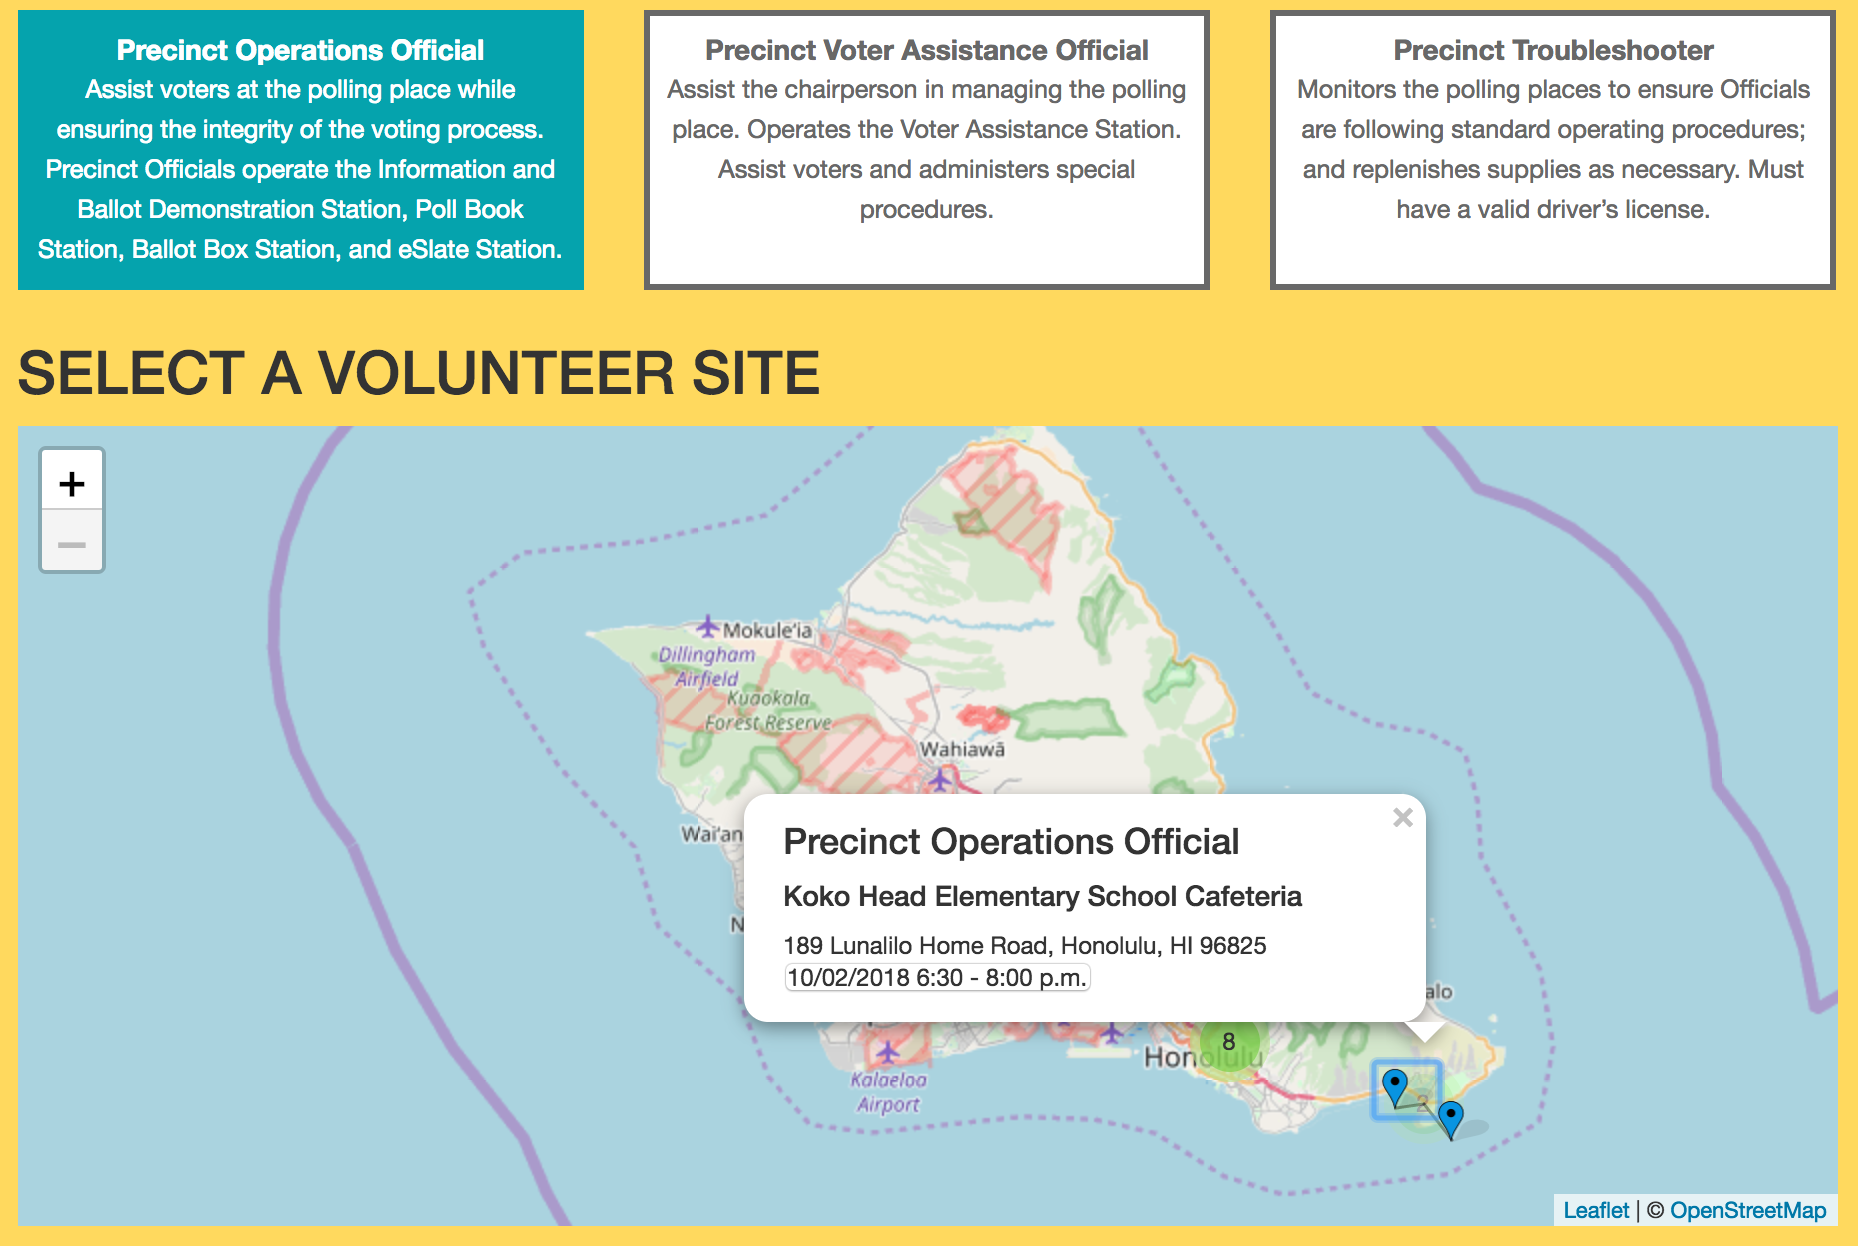 Precinct Operations Official
Assist voters at the polling place while
ensuring the integrity of the voting process.
Precinct Officials operate the Information and
Ballot Demonstration Station, Poll Book
Station, Ballot Box Station, and eSlate Station.
Precinct Voter Assistance Official
Assist the chairperson in managing the polling
place. Operates the Voter Assistance Station.
Assist voters and administers special
procedures.
Precinct Troubleshooter
Monitors the polling places to ensure Officials
are following standard operating procedures;
and replenishes supplies as necessary. Must
have a valid driver’s license.
SELECT A VOLUNTEER SITE
+
−
Mokule‘ia
Dillingham
Airfield
Kuaokala
Forest Reserve
Wahiawā
Wai‘an
N
Precinct Operations Official
×
Koko Head Elementary School Cafeteria
189 Lunalilo Home Road, Honolulu, HI 96825
10/02/2018 6:30 - 8:00 p.m.
alo
8
Honolulu
Kalaeloa
Airport
2
Leaflet | © OpenStreetMap